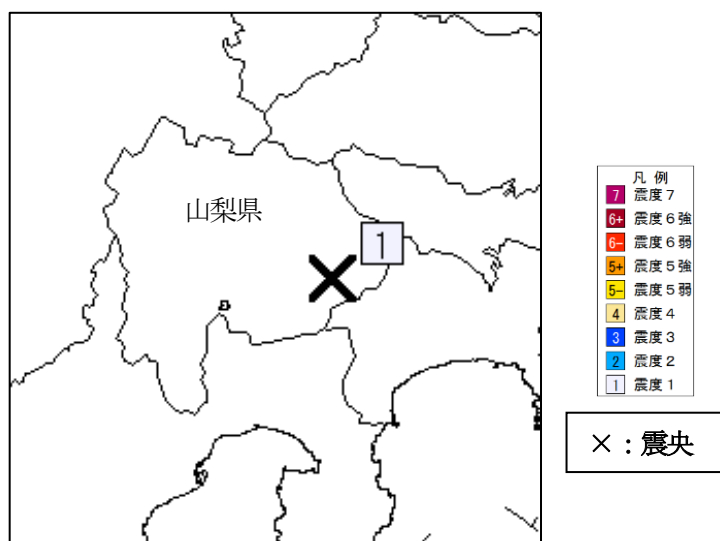 山梨県
1
凡 例
7 震度7
6+ 震度6強
6- 震度6弱
5+ 震度5強
5- 震度5弱
4 震度4
3 震度3
2 震度2
1 震度1
×:震央